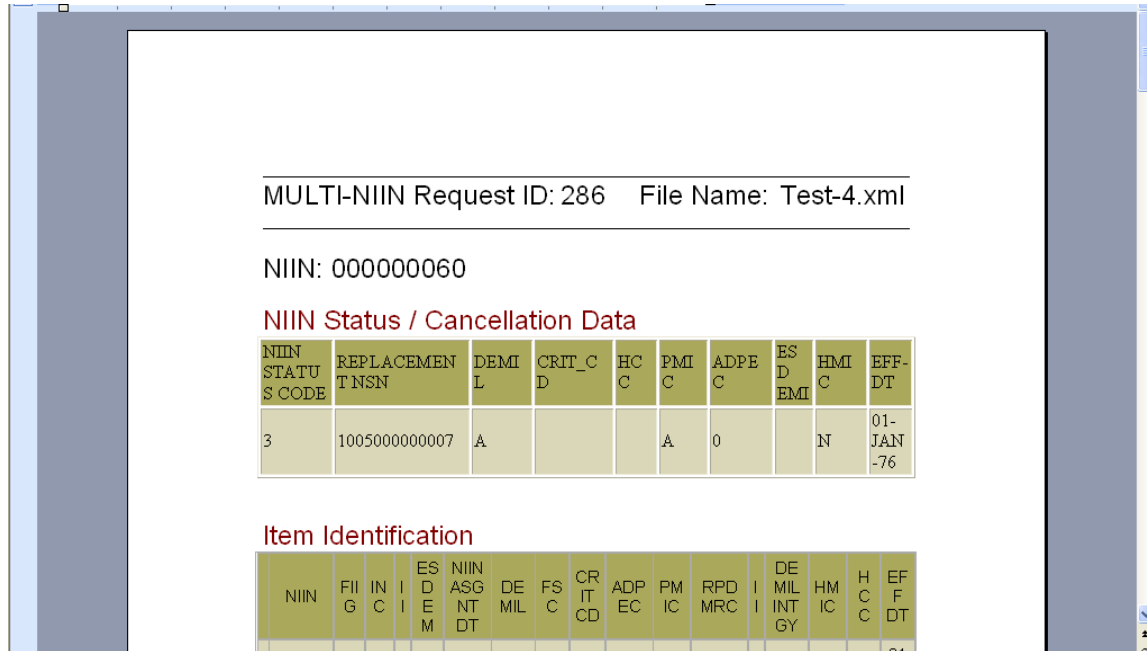 MULTI-NIIN Request ID: 286 File Name: Test-4.xml
NIIN: 000000060
NIIN Status / Cancellation Data
NIIN STATU S CODE REPLACEMEN T NSN DEMI L CRIT_C D HC C PMI C ADPE C ES D EMI HMI C EFF- DT
3 1005000000007 A A 0 N 01- JAN -76
Item Identification
NIIN FII G IN C I I ES D E M NIIN ASG NT DT DE MIL FS C CR IT CD ADP EC PM IC RPD MRC I I DE MIL INT GY HM IC H C C EF F DT